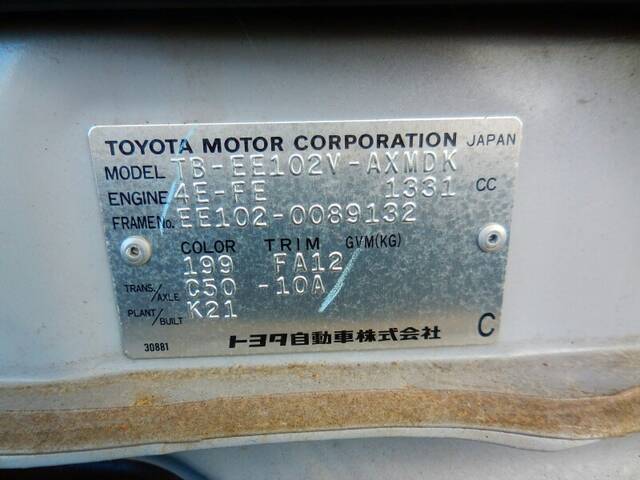 TOYOTA MOTOR CORPORATION JAPAN
MODEL TB-EE102V-AXMDK
ENGINE 4E-FE 1331 CC
FRAME No. EE102-0089132
COLOR TRIM GVM(KG)
199 FA12
TRANS./AXLE C50 -10A
PLANT/BUILT K21
30881 トヨタ自動車株式会社 C